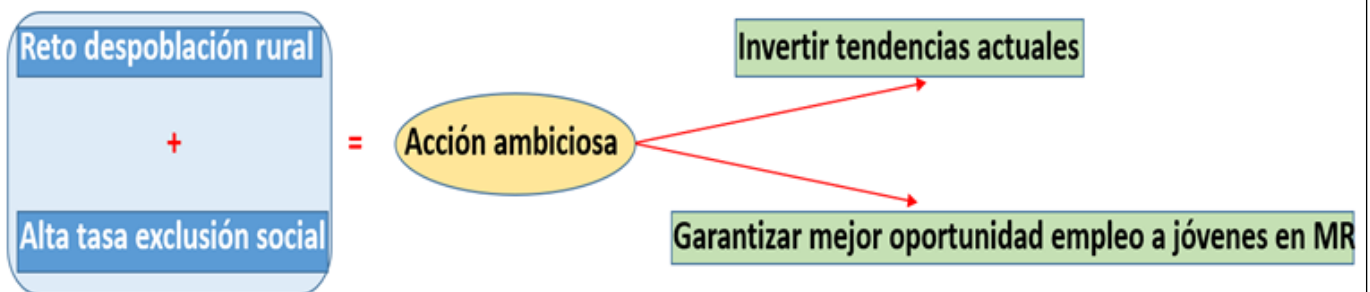 Reto despoblación rural
+
Alta tasa exclusión social
=
Acción ambiciosa
Invertir tendencias actuales
Garantizar mejor oportunidad empleo a jóvenes en MR